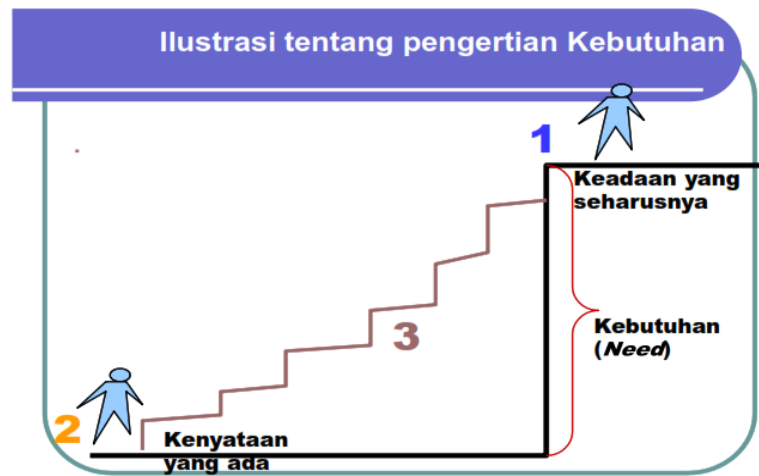 Ilustrasi tentang pengertian Kebutuhan
1
Keadaan yang
seharusnya
3
Kebutuhan
(Need)
2
Kenyataan
yang ada